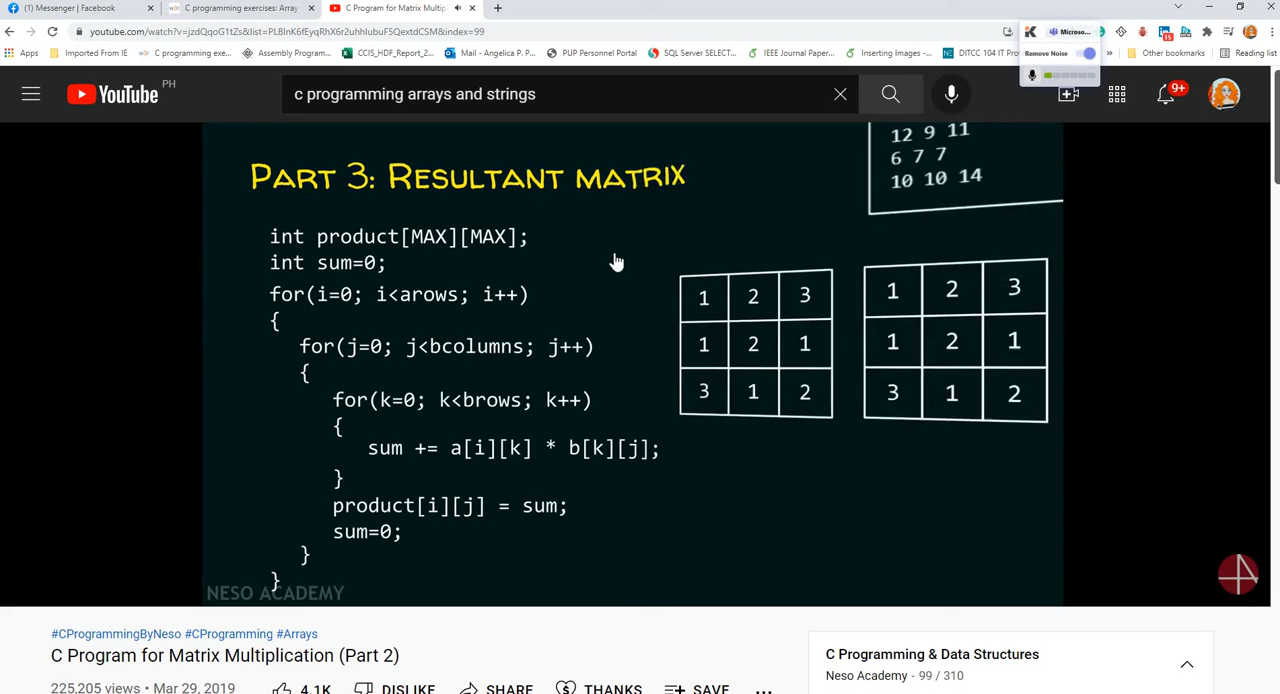 (1) Messenger | Facebook
C programming exercises: Array
C Program for Matrix Multipl
youtube.com/watch?v=jzdQqoG1tZs&list=PLBlnK6fEyqRhX6r2uhhlubuF5QextdCSM&index=99
Microso...
Apps
Imported From IE
C programming exe...
Assembly Program...
CCIS_HDF_Report_2...
Mail - Angelica P. P...
PUP Personnel Portal
SQL Server SELECT...
IEEE Journal Paper...
Inserting Images -...
DITCC 104 IT Pr
Remove Noise
»
Other bookmarks
Reading list
YouTube PH
c programming arrays and strings
9+
12 9 11
6 7 7
10 10 14
PART 3: RESULTANT MATRIX
int product[MAX][MAX];
int sum=0;
for(i=0; i<arows; i++)
{
for(j=0; j<bcolumns; j++)
{
for(k=0; k<brows; k++)
{
sum += a[i][k] * b[k][j];
}
product[i][j] = sum;
sum=0;
}
}
1 2 3
1 2 1
3 1 2
1 2 3
1 2 1
3 1 2
NESO ACADEMY
#CProgrammingByNeso #CProgramming #Arrays
C Program for Matrix Multiplication (Part 2)
225,205 views • Mar 29, 2019
4.1K
DISLIKE
SHARE
THANKS
SAVE
...
C Programming & Data Structures
Neso Academy - 99 / 310